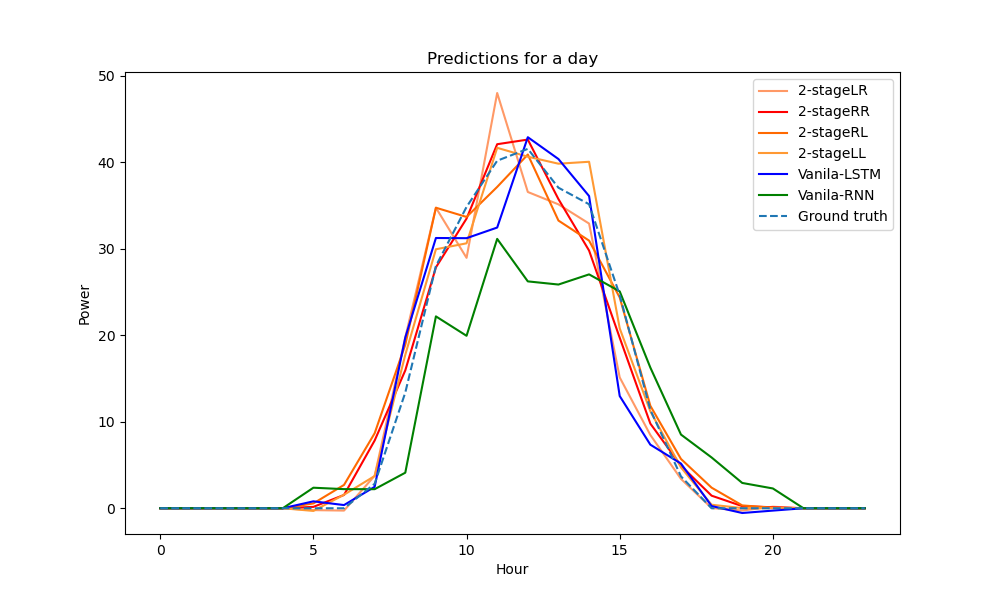 Predictions for a day
50
40
30
20
10
0
Power
0 5 10 15 20
Hour
2-stageLR
2-stageRR
2-stageRL
2-stageLL
Vanila-LSTM
Vanila-RNN
Ground truth